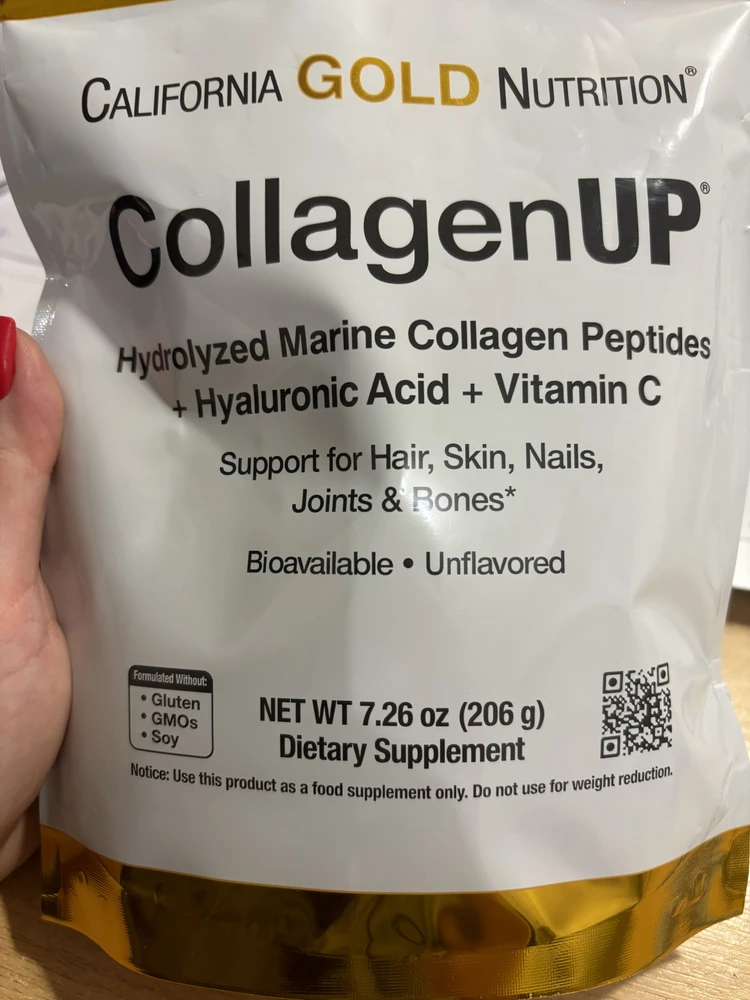 CALIFORNIA GOLD NUTRITION®
CollagenUP®
Hydrolyzed Marine Collagen Peptides
+ Hyaluronic Acid + Vitamin C
Support for Hair, Skin, Nails,
Joints & Bones*
Bioavailable • Unflavored
Formulated Without:
• Gluten
• GMOs
• Soy
NET WT 7.26 oz (206 g)
Dietary Supplement
Notice: Use this product as a food supplement only. Do not use for weight reduction.